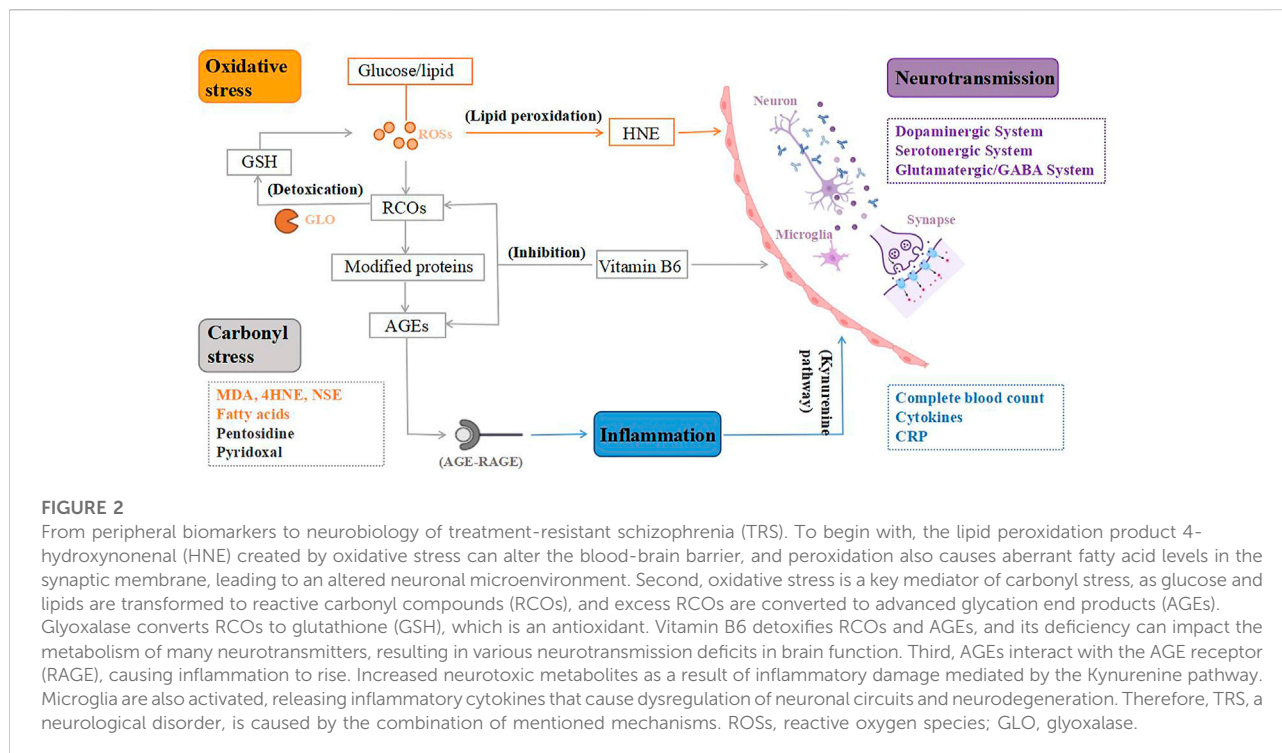 Oxidative
stress
Glucose/lipid
ROSs
(Lipid peroxidation)
HNE
GSH
(Detoxication)
GLO
RCOs
Modified proteins
(Inhibition)
Vitamin B6
AGEs
Carbonyl
stress
MDA, 4HNE, NSE
Fatty acids
Pentosidine
Pyridoxal
(AGE-RAGE)
Inflammation
(Kynurenine
pathway)
Neuron
Microglia
Synapse
Neurotransmission
Dopaminergic System
Serotonergic System
Glutamatergic/GABA System
Complete blood count
Cytokines
CRP
FIGURE 2
From peripheral biomarkers to neurobiology of treatment-resistant schizophrenia (TRS). To begin with, the lipid peroxidation product 4-
hydroxynonenal (HNE) created by oxidative stress can alter the blood-brain barrier, and peroxidation also causes aberrant fatty acid levels in the
synaptic membrane, leading to an altered neuronal microenvironment. Second, oxidative stress is a key mediator of carbonyl stress, as glucose and
lipids are transformed to reactive carbonyl compounds (RCOs), and excess RCOs are converted to advanced glycation end products (AGEs).
Glyoxalase converts RCOs to glutathione (GSH), which is an antioxidant. Vitamin B6 detoxifies RCOs and AGEs, and its deficiency can impact the
metabolism of many neurotransmitters, resulting in various neurotransmission deficits in brain function. Third, AGEs interact with the AGE receptor
(RAGE), causing inflammation to rise. Increased neurotoxic metabolites as a result of inflammatory damage mediated by the Kynurenine pathway.
Microglia are also activated, releasing inflammatory cytokines that cause dysregulation of neuronal circuits and neurodegeneration. Therefore, TRS, a
neurological disorder, is caused by the combination of mentioned mechanisms. ROSs, reactive oxygen species; GLO, glyoxalase.